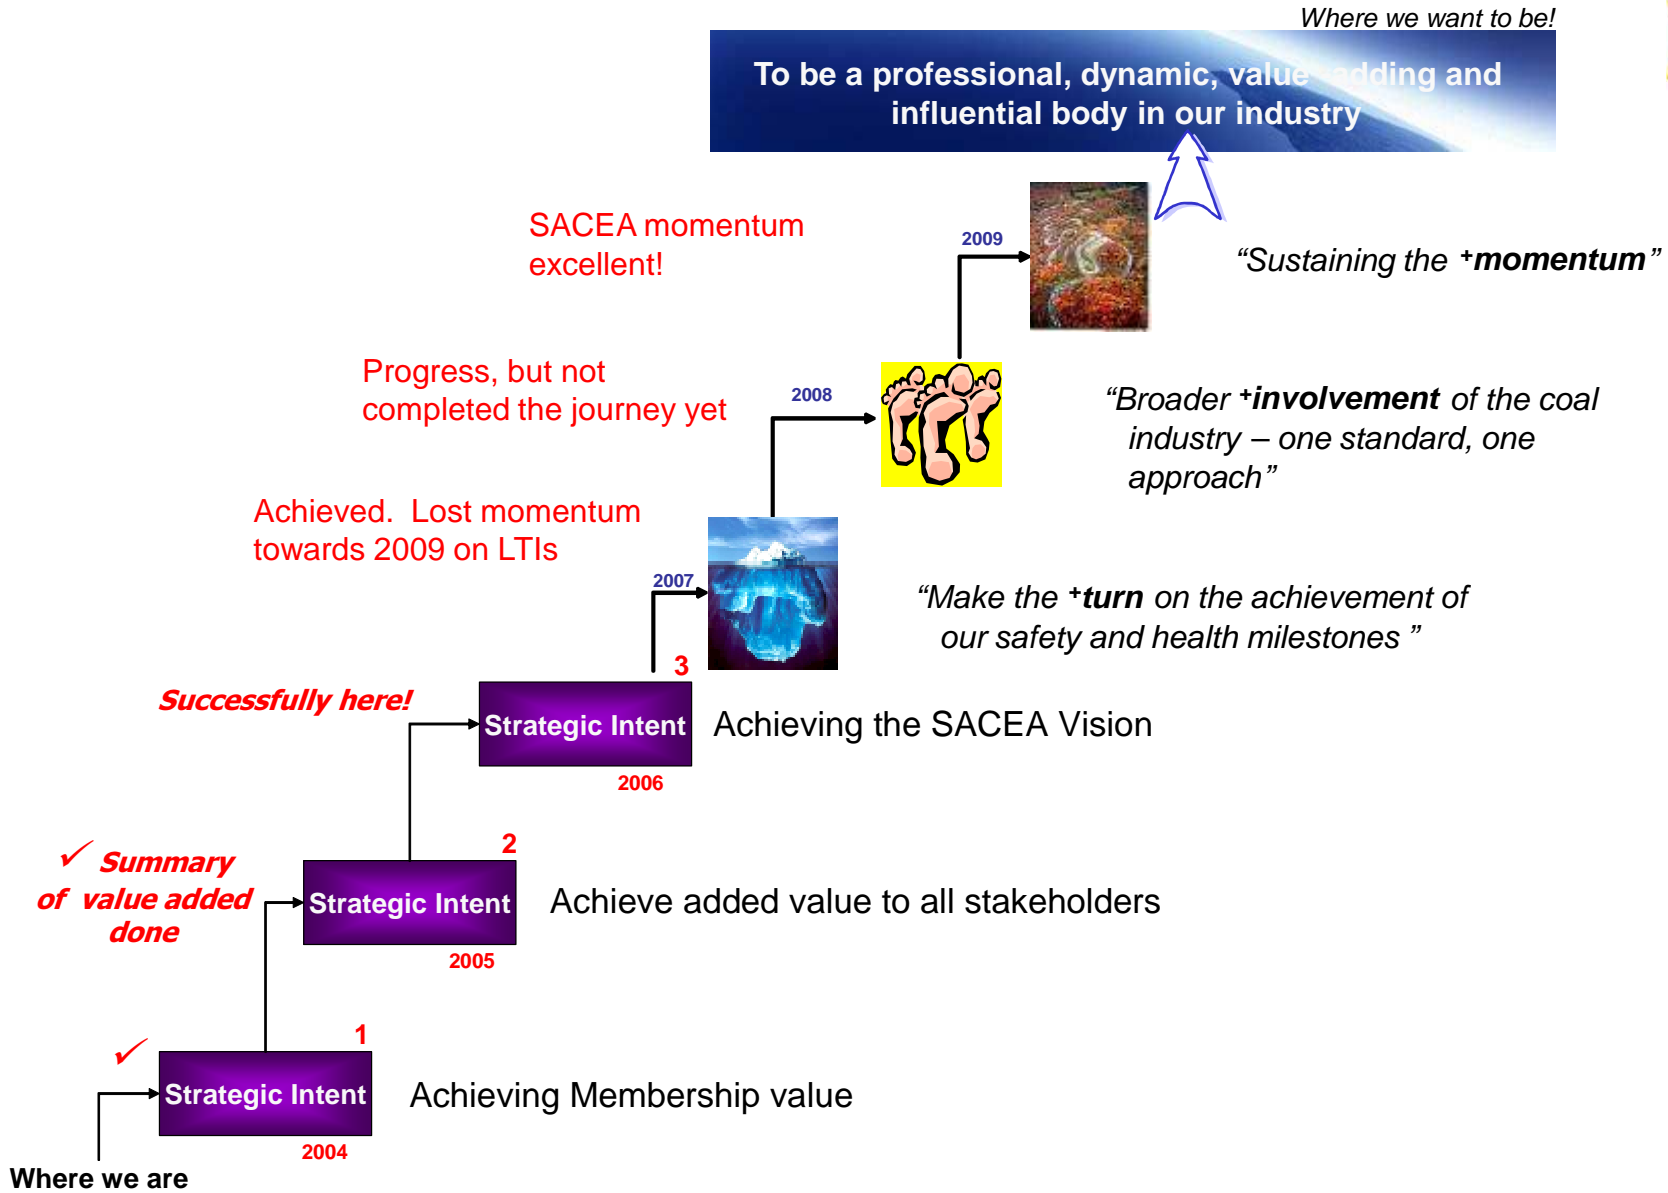 Where we want to be!
To be a professional, dynamic, value-adding and
influential body in our industry
SACEA momentum
excellent!
2009
“Sustaining the +momentum”
Progress, but not
completed the journey yet
2008
“Broader +involvement of the coal
industry – one standard, one
approach”
Achieved. Lost momentum
towards 2009 on LTIs
2007
“Make the +turn on the achievement of
our safety and health milestones ”
3
Successfully here!
Strategic Intent
Achieving the SACEA Vision
2006
2
✓ Summary
of value added
done
Strategic Intent
Achieve added value to all stakeholders
2005
1
✓
Strategic Intent
Achieving Membership value
2004
Where we are